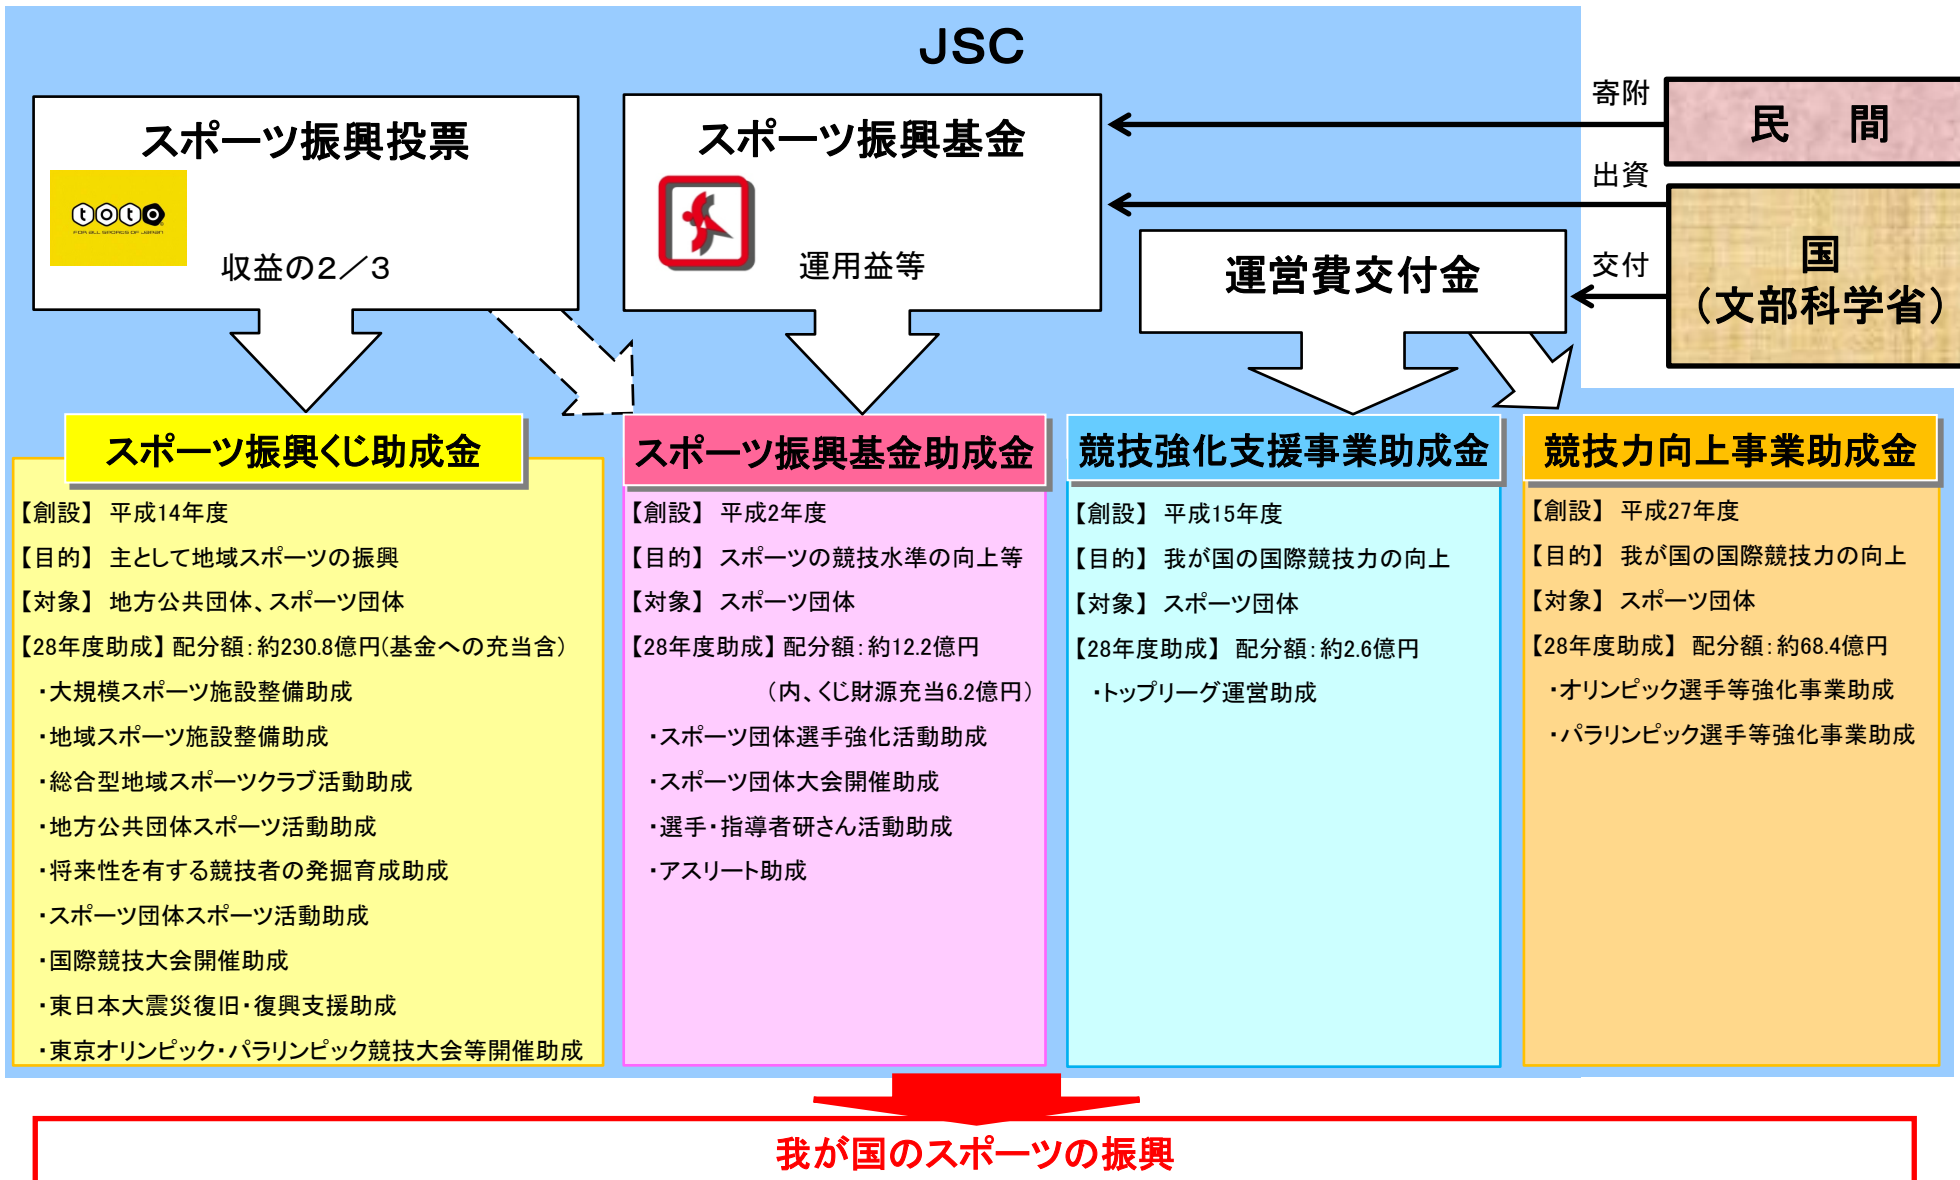 JSC
スポーツ振興投票
toto
FOR ALL SPORTS OF JAPAN
収益の2／3
スポーツ振興基金
運用益等
運営費交付金
寄附
出資
交付
民　間
国
（文部科学省）
スポーツ振興くじ助成金
【創設】 平成14年度
【目的】 主として地域スポーツの振興
【対象】 地方公共団体、スポーツ団体
【28年度助成】 配分額：約230.8億円(基金への充当含)
・大規模スポーツ施設整備助成
・地域スポーツ施設整備助成
・総合型地域スポーツクラブ活動助成
・地方公共団体スポーツ活動助成
・将来性を有する競技者の発掘育成助成
・スポーツ団体スポーツ活動助成
・国際競技大会開催助成
・東日本大震災復旧・復興支援助成
・東京オリンピック・パラリンピック競技大会等開催助成
スポーツ振興基金助成金
【創設】 平成2年度
【目的】 スポーツの競技水準の向上等
【対象】 スポーツ団体
【28年度助成】 配分額：約12.2億円
（内、くじ財源充当6.2億円）
・スポーツ団体選手強化活動助成
・スポーツ団体大会開催助成
・選手・指導者研さん活動助成
・アスリート助成
競技強化支援事業助成金
【創設】 平成15年度
【目的】 我が国の国際競技力の向上
【対象】 スポーツ団体
【28年度助成】 配分額：約2.6億円
・トップリーグ運営助成
競技力向上事業助成金
【創設】 平成27年度
【目的】 我が国の国際競技力の向上
【対象】 スポーツ団体
【28年度助成】 配分額：約68.4億円
・オリンピック選手等強化事業助成
・パラリンピック選手等強化事業助成
我が国のスポーツの振興